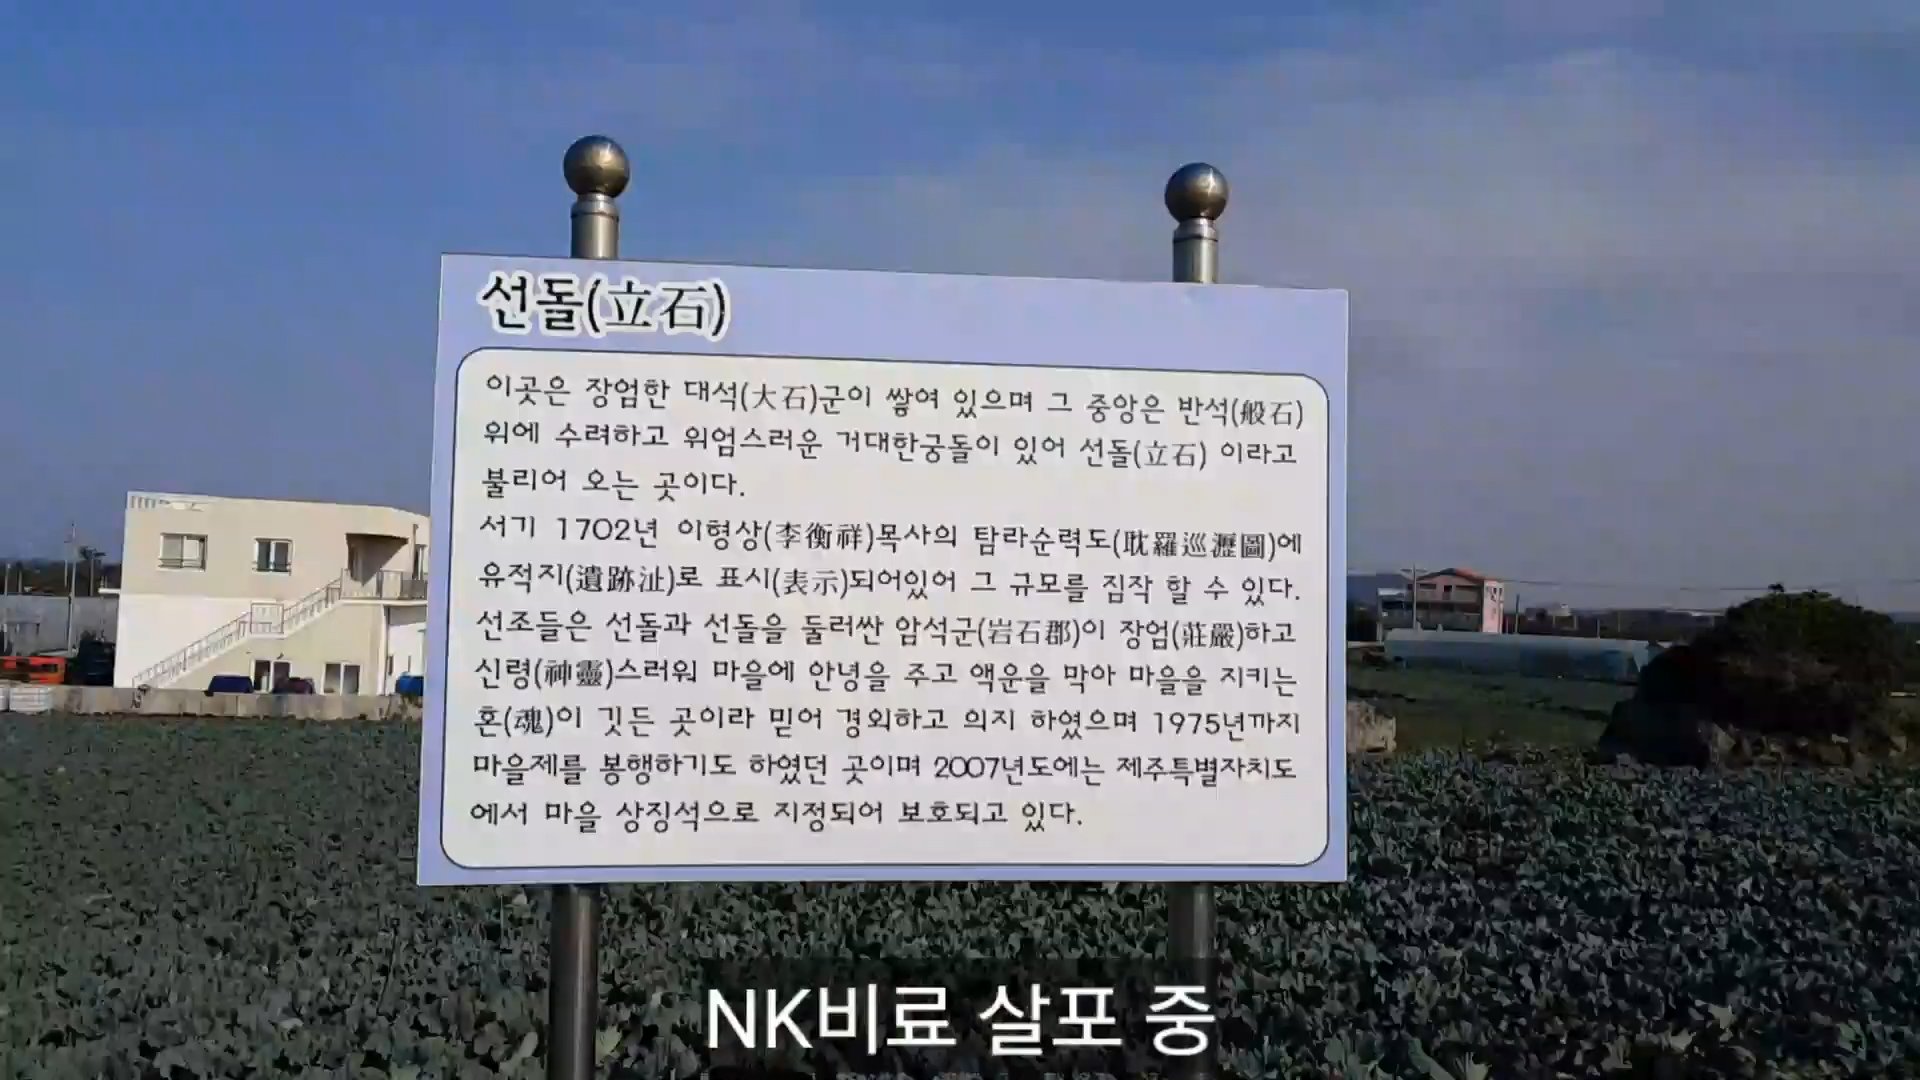 선돌(立石)
이곳은 장엄한 대석(大石)군이 쌓여 있으며 그 중앙은 반석(般石)
위에 수려하고 위엄스러운 거대한궁돌이 있어 선돌(立石) 이라고
불리어 오는 곳이다.
서기 1702년 이형상(李衡祥)목사의 탐라순력도(耽羅巡瀝圖)에
유적지(遺跡沚)로 표시(表示)되어있어 그 규모를 짐작 할 수 있다.
선조들은 선돌과 선돌을 둘러싼 암석군(岩石郡)이 장엄(莊嚴)하고
신령(神靈)스러워 마을에 안녕을 주고 액운을 막아 마을을 지키는
혼(魂)이 깃든 곳이라 믿어 경외하고 의지 하였으며 1975년까지
마을제를 봉행하기도 하였던 곳이며 2007년도에는 제주특별자치도
에서 마을 상징석으로 지정되어 보호되고 있다.
NK비료 살포 중